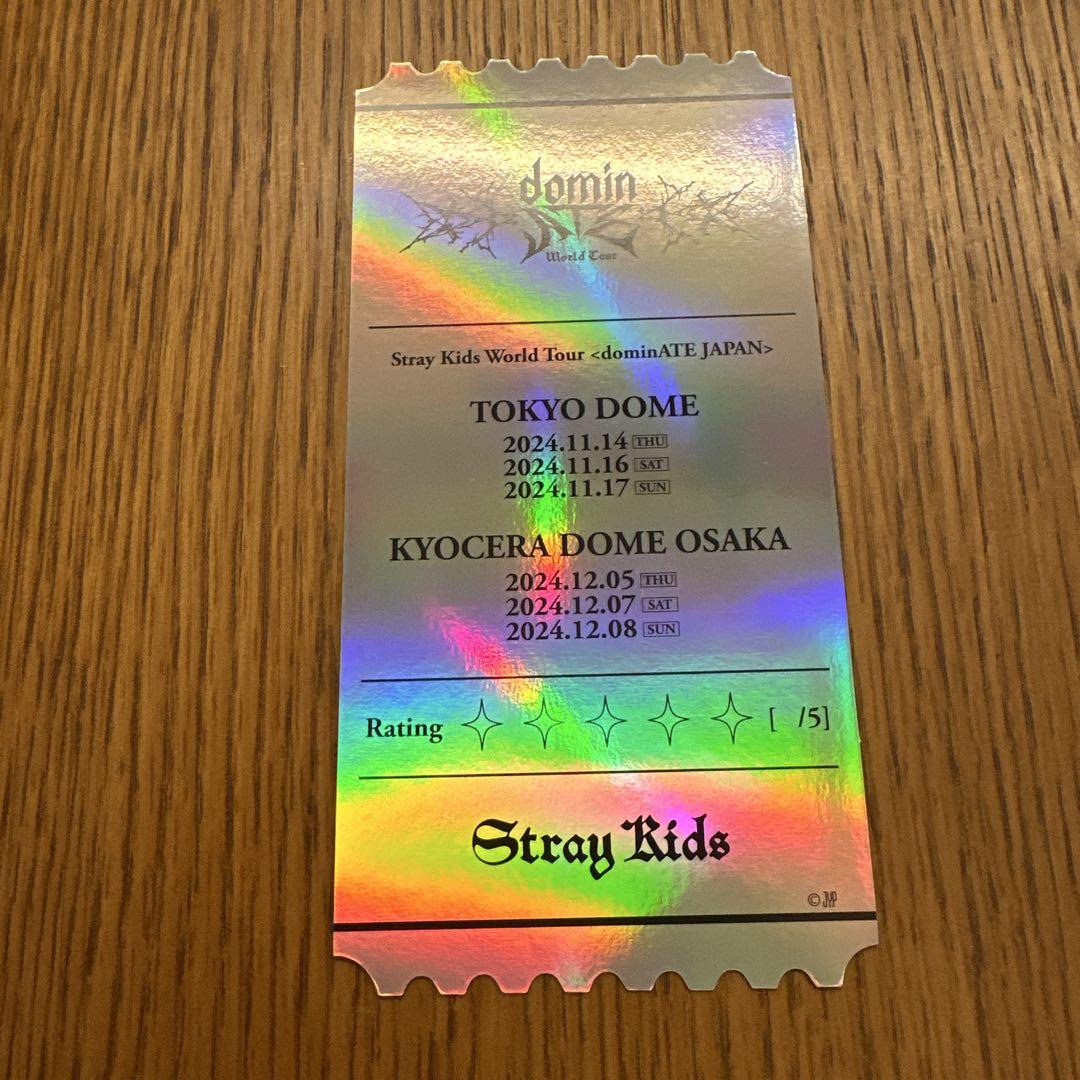 domin
ATE
World Tour
Stray Kids World Tour <dominATE JAPAN>
TOKYO DOME
2024.11.14 THU
2024.11.16 SAT
2024.11.17 SUN
KYOCERA DOME OSAKA
2024.12.05 THU
2024.12.07 SAT
2024.12.08 SUN
Rating [ /5]
Stray Kids
© JYP